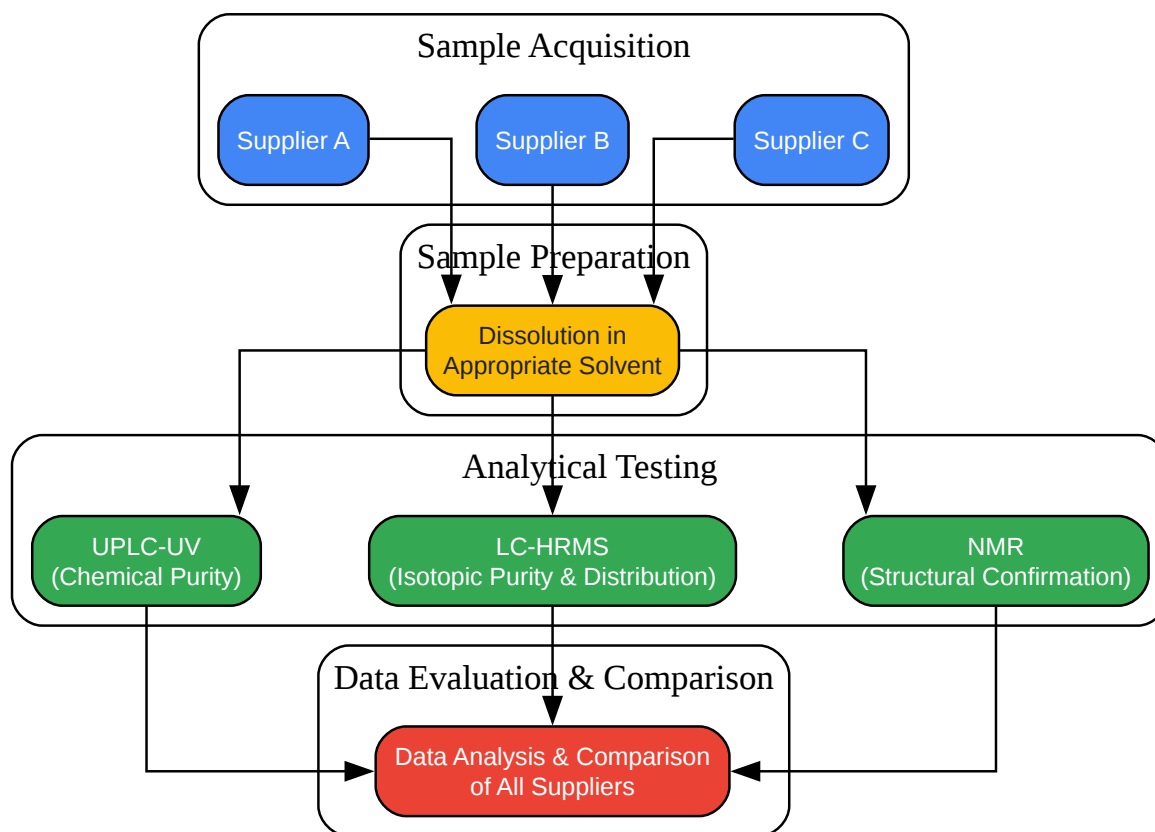 Sample Acquisition
Supplier A
Supplier B
Supplier C
Sample Preparation
Dissolution in
Appropriate Solvent
Analytical Testing
UPLC-UV
(Chemical Purity)
LC-HRMS
(Isotopic Purity & Distribution)
NMR
(Structural Confirmation)
Data Evaluation & Comparison
Data Analysis & Comparison
of All Suppliers